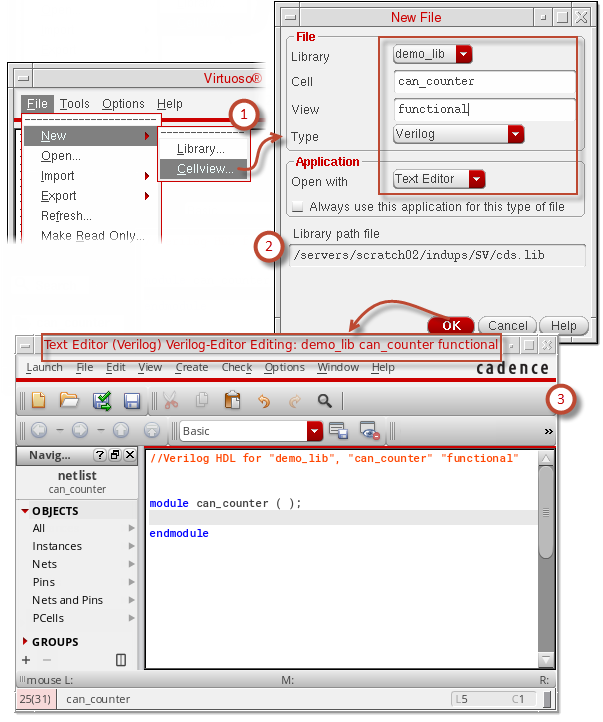 Virtuoso®
File Tools Options Help
1
New
Open...
Import
Export
Refresh...
Make Read Only...
Library...
Cellview...
New File
File
Library demo_lib
Cell can_counter
View functional
Type Verilog
Application
Open with Text Editor
Always use this application for this type of file
Library path file
2
/servers/scratch02/indups/SV/cds.lib
OK Cancel Help
Text Editor (Verilog) Verilog-Editor Editing: demo_lib can_counter functional
Launch File Edit View Create Check Options Window Help cādence
3
Basic »
Navig... ?
netlist
can_counter
OBJECTS
All
Instances
Nets
Pins
Nets and Pins
PCells
GROUPS
//Verilog HDL for "demo_lib", "can_counter" "functional"
module can_counter ( );
endmodule
mouse L: M: R:
25(31) can_counter L5 C1